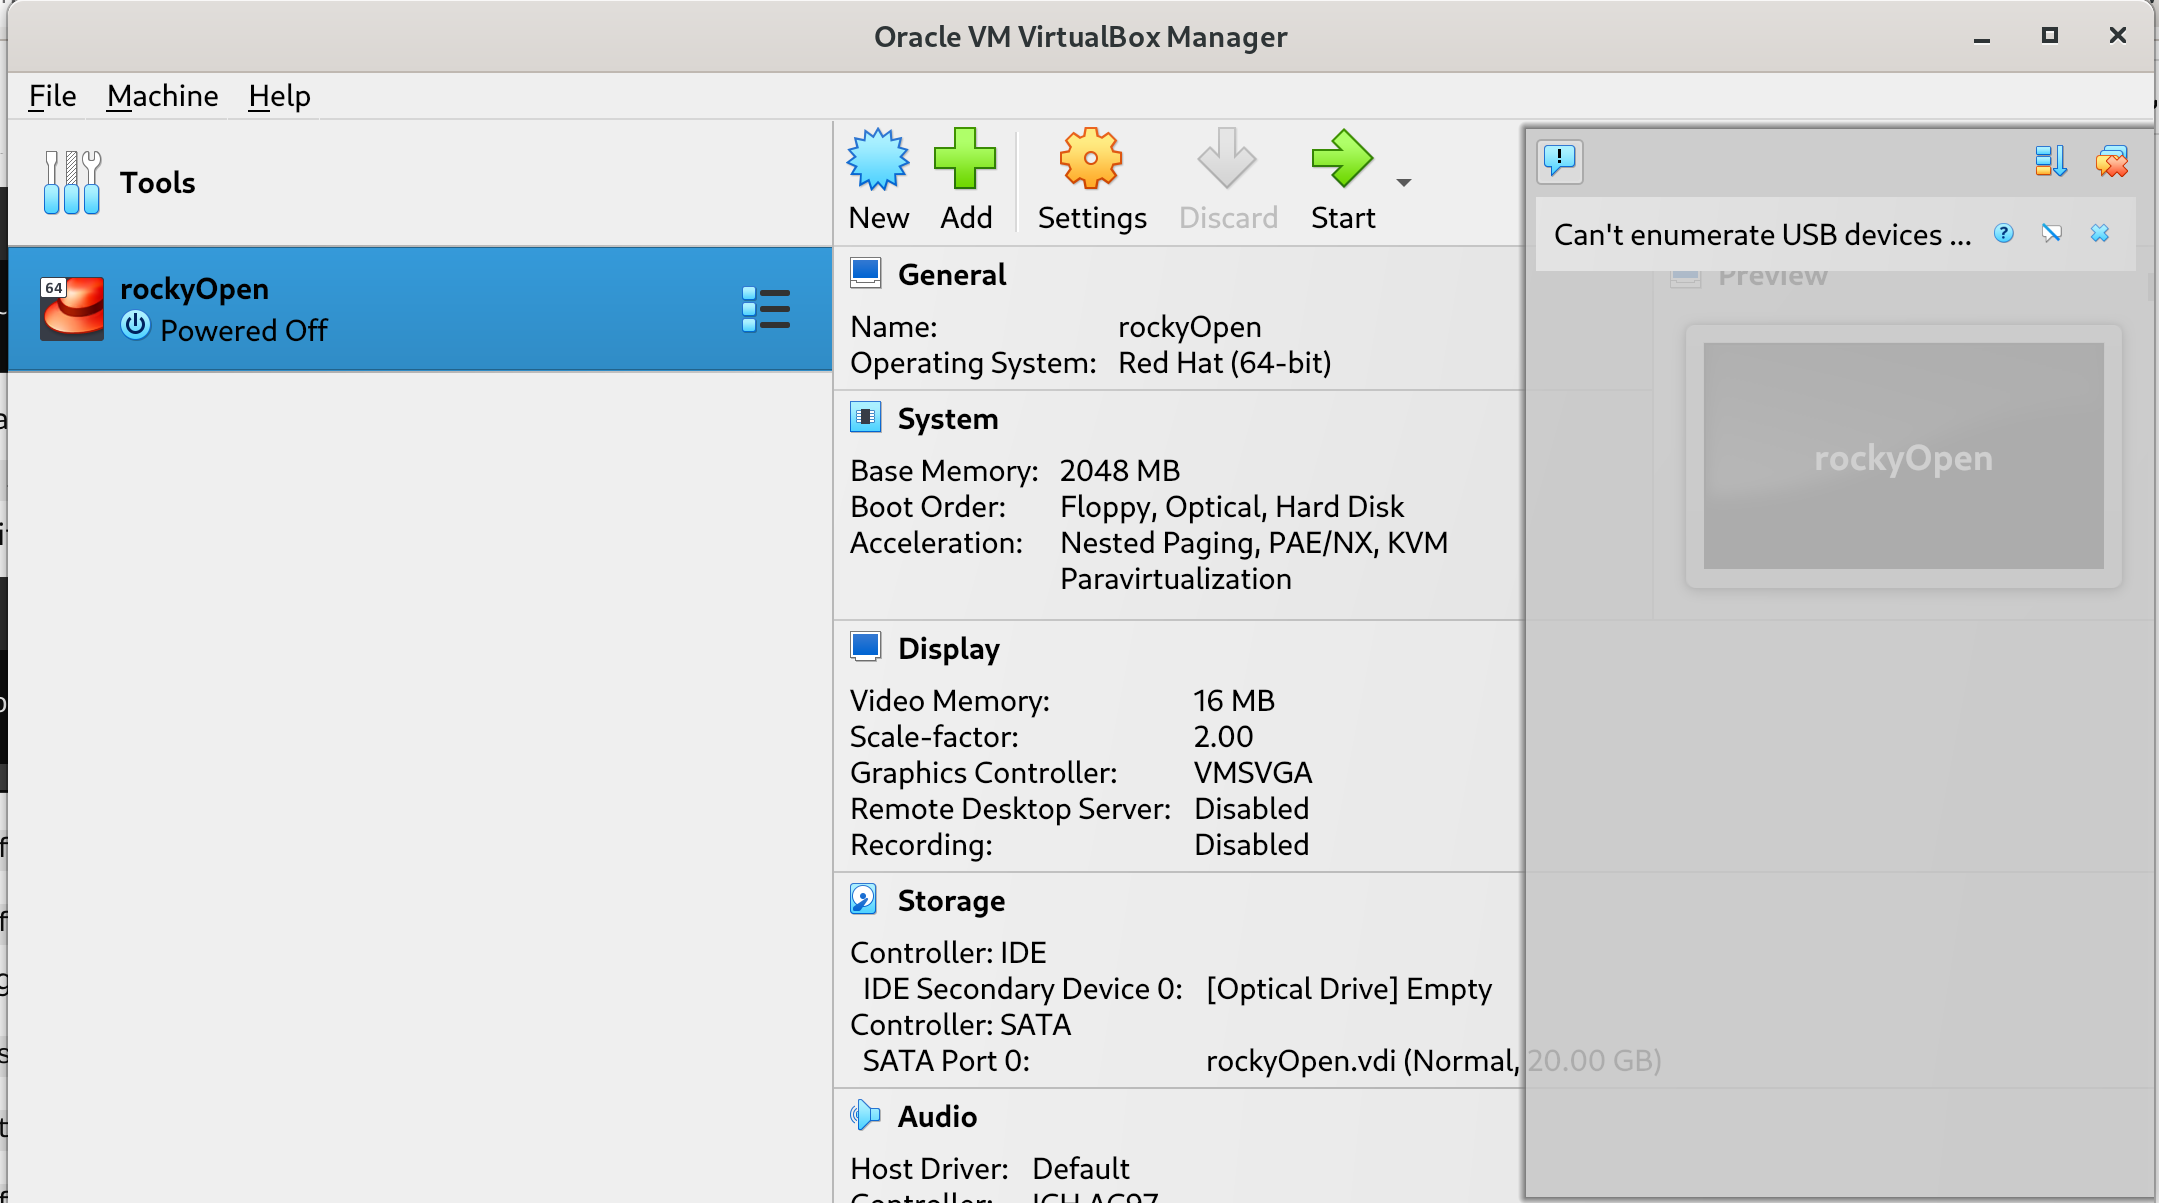 Oracle VM VirtualBox Manager
File Machine Help
Tools
New Add Settings Discard Start
Can't enumerate USB devices ...
64
rockyOpen
Powered Off
General
Name: rockyOpen
Operating System: Red Hat (64-bit)
Preview
rockyOpen
System
Base Memory: 2048 MB
Boot Order: Floppy, Optical, Hard Disk
Acceleration: Nested Paging, PAE/NX, KVM
Paravirtualization
Display
Video Memory: 16 MB
Scale-factor: 2.00
Graphics Controller: VMSVGA
Remote Desktop Server: Disabled
Recording: Disabled
Storage
Controller: IDE
IDE Secondary Device 0: [Optical Drive] Empty
Controller: SATA
SATA Port 0: rockyOpen.vdi (Normal, 20.00 GB)
Audio
Host Driver: Default
Controller: ICH AC97